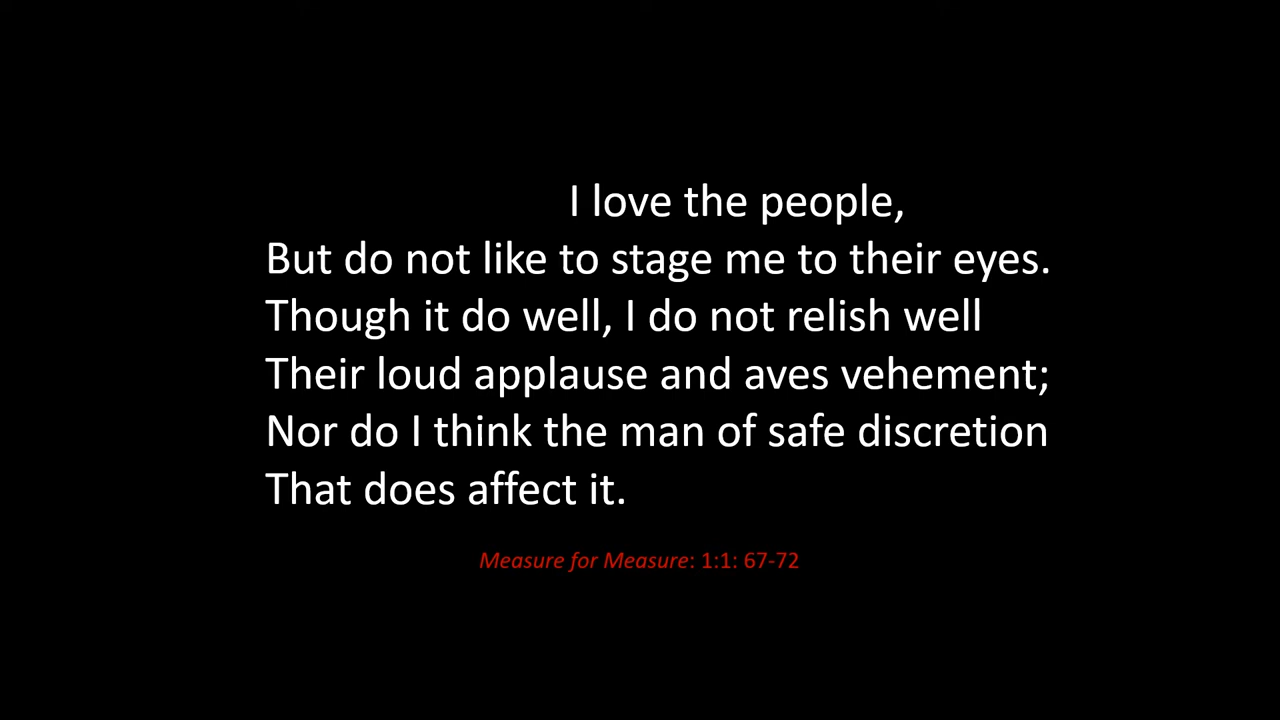 I love the people,
But do not like to stage me to their eyes.
Though it do well, I do not relish well
Their loud applause and aves vehement;
Nor do I think the man of safe discretion
That does affect it.
Measure for Measure: 1:1: 67-72